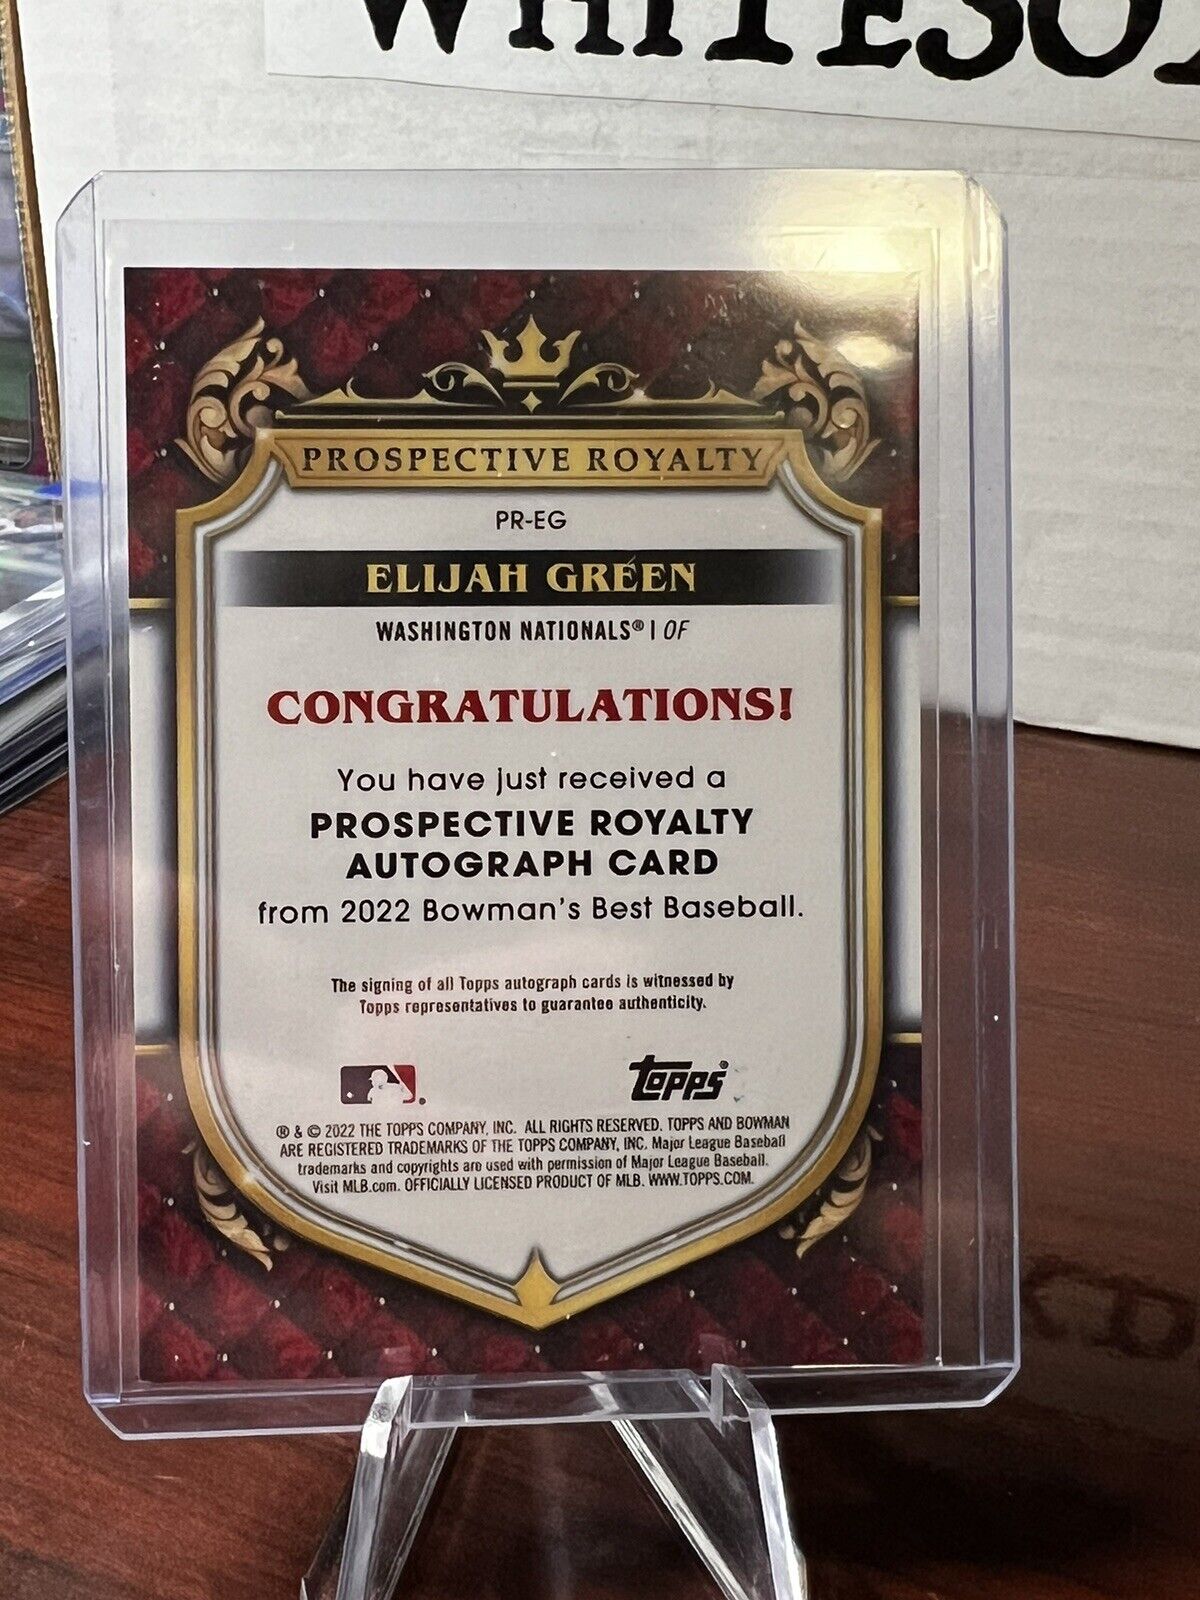 WHITESO
PROSPECTIVE ROYALTY
PR-EG
ELIJAH GREEN
WASHINGTON NATIONALS® | OF
CONGRATULATIONS!
You have just received a
PROSPECTIVE ROYALTY
AUTOGRAPH CARD
from 2022 Bowman's Best Baseball.
The signing of all Topps autograph cards is witnessed by
Topps representatives to guarantee authenticity.
topps®
® & © 2022 THE TOPPS COMPANY, INC. ALL RIGHTS RESERVED. TOPPS AND BOWMAN
ARE REGISTERED TRADEMARKS OF THE TOPPS COMPANY, INC. Major League Baseball
trademarks and copyrights are used with permission of Major League Baseball.
Visit MLB.com. OFFICIALLY LICENSED PRODUCT OF MLB. WWW.TOPPS.COM.